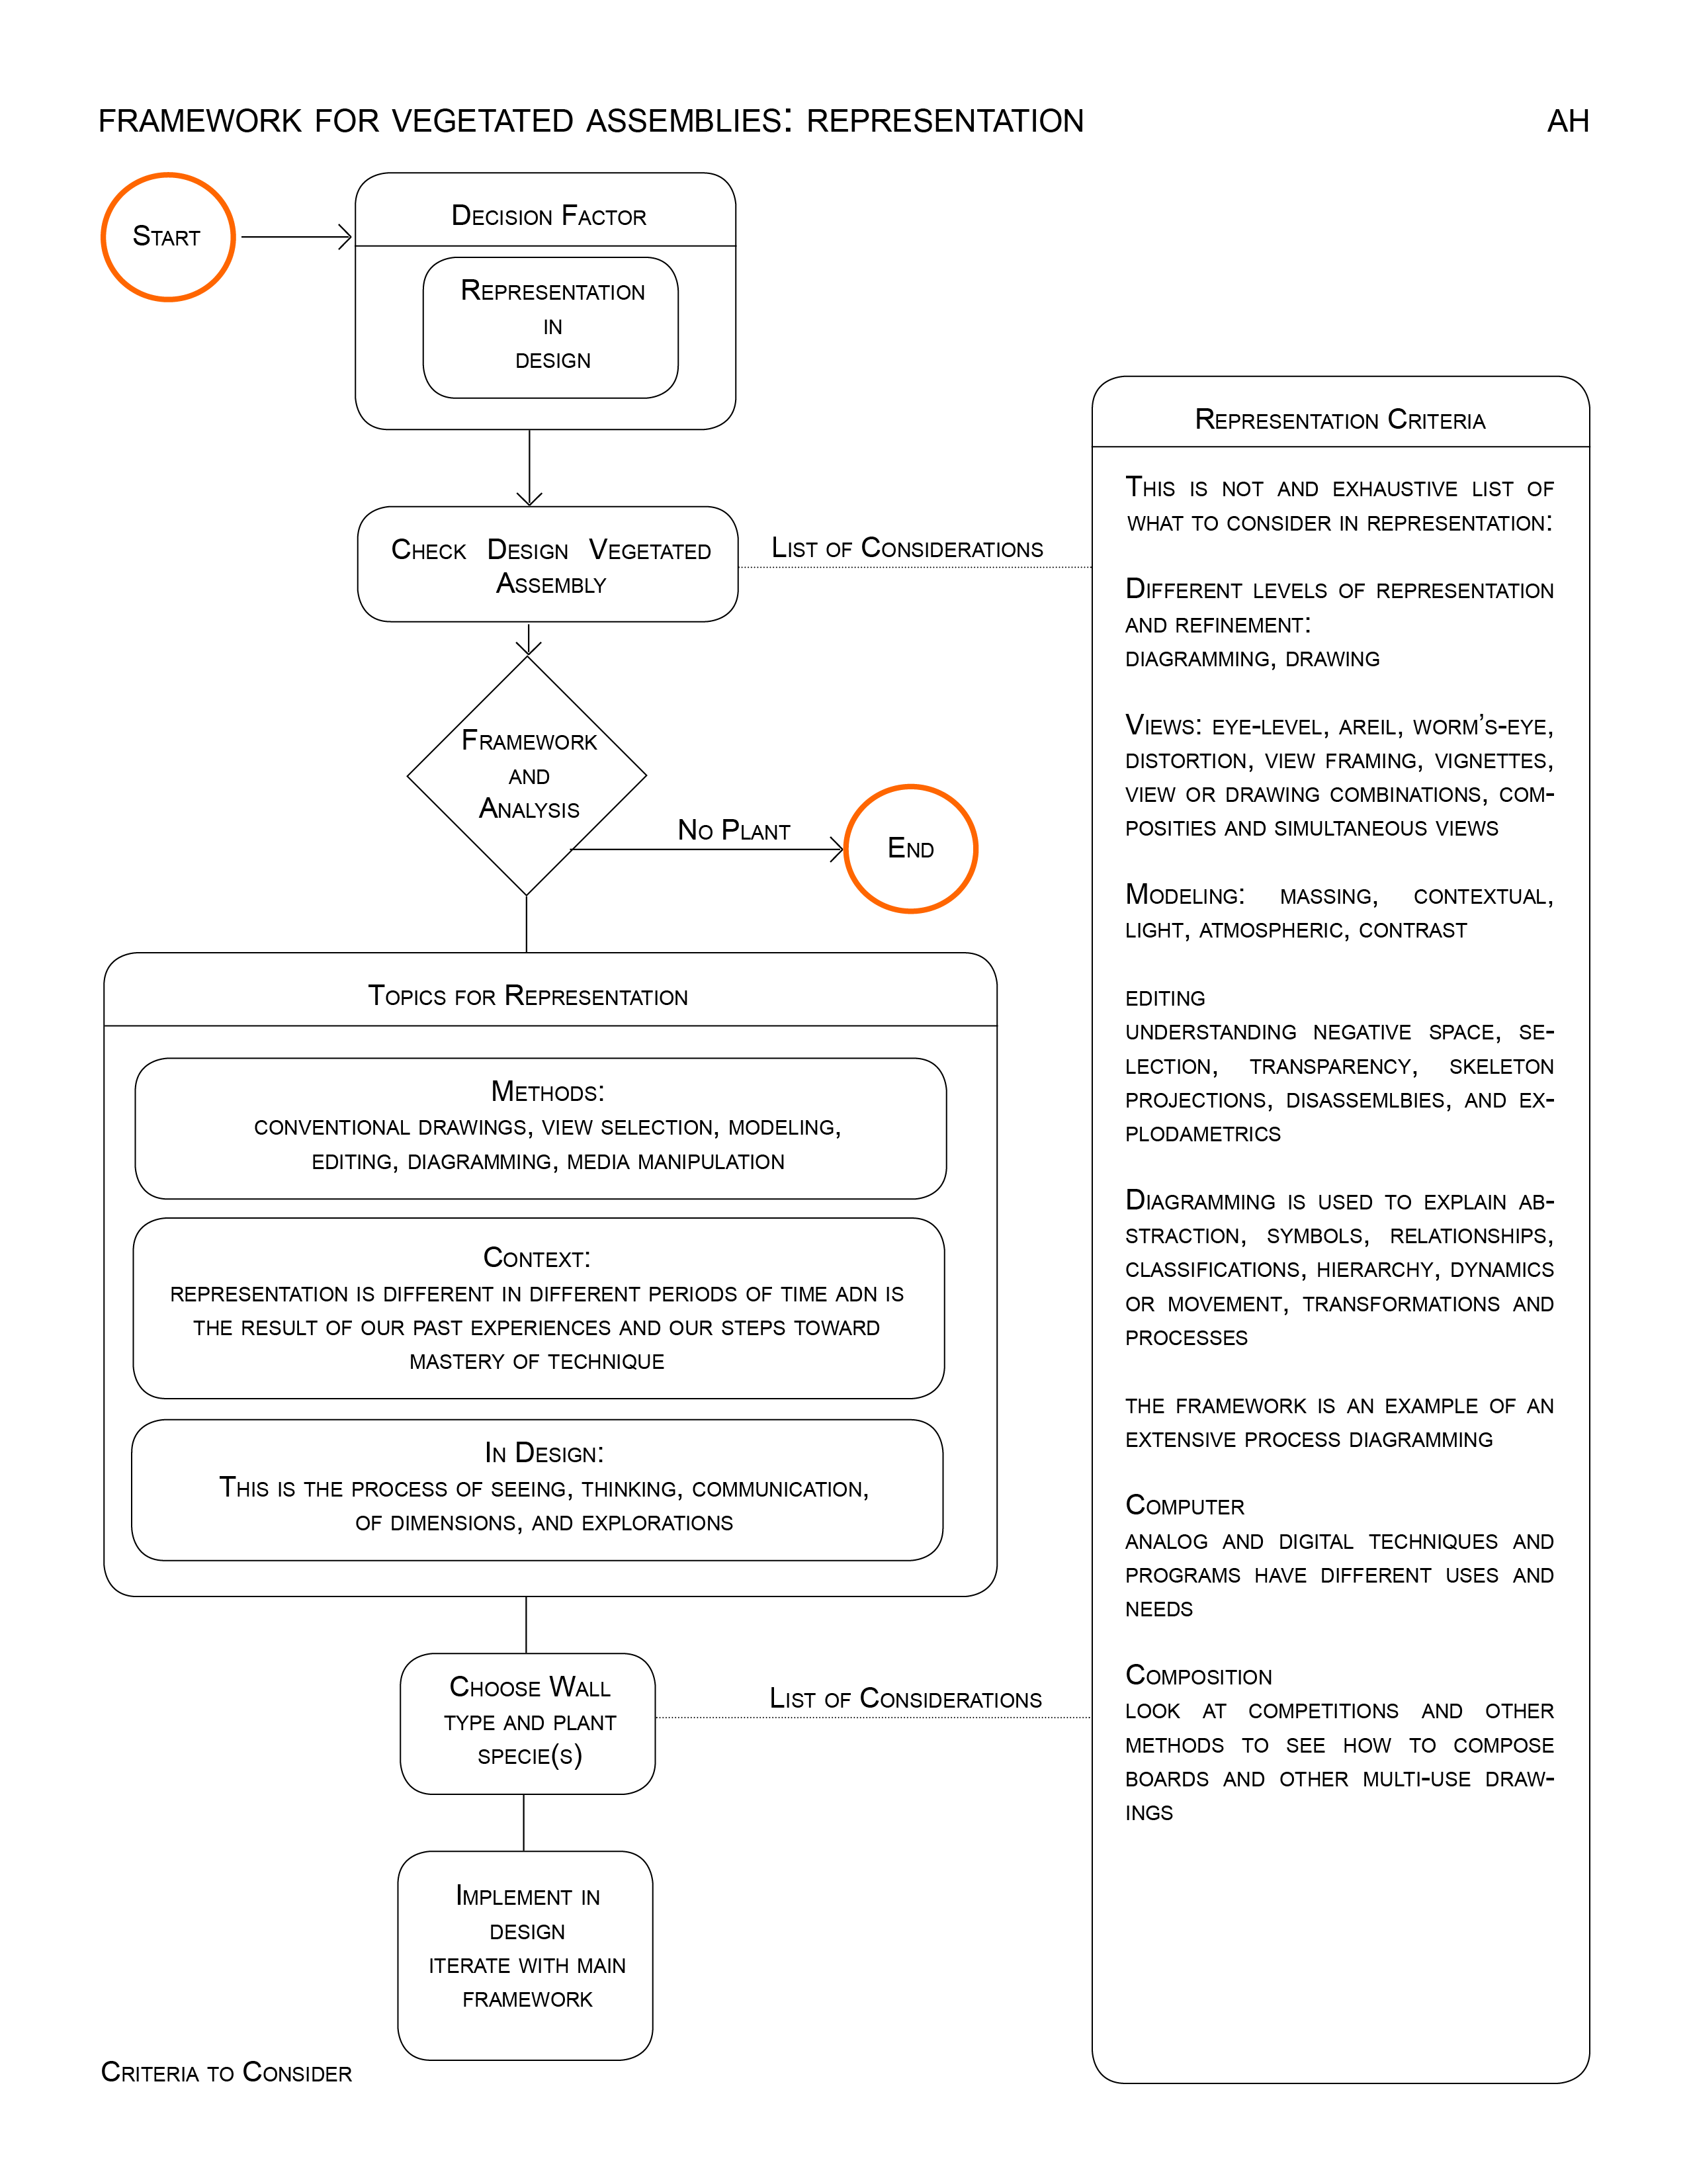 FRAMEWORK FOR VEGETATED ASSEMBLIES: REPRESENTATION
AH
START
DECISION FACTOR
REPRESENTATION
IN
DESIGN
CHECK DESIGN VEGETATED
ASSEMBLY
LIST OF CONSIDERATIONS
FRAMEWORK
AND
ANALYSIS
NO PLANT
END
TOPICS FOR REPRESENTATION
METHODS:
CONVENTIONAL DRAWINGS, VIEW SELECTION, MODELING,
EDITING, DIAGRAMMING, MEDIA MANIPULATION
CONTEXT:
REPRESENTATION IS DIFFERENT IN DIFFERENT PERIODS OF TIME ADN IS
THE RESULT OF OUR PAST EXPERIENCES AND OUR STEPS TOWARD
MASTERY OF TECHNIQUE
IN DESIGN:
THIS IS THE PROCESS OF SEEING, THINKING, COMMUNICATION,
OF DIMENSIONS, AND EXPLORATIONS
CHOOSE WALL
TYPE AND PLANT
SPECIE(S)
LIST OF CONSIDERATIONS
IMPLEMENT IN
DESIGN
ITERATE WITH MAIN
FRAMEWORK
REPRESENTATION CRITERIA
THIS IS NOT AND EXHAUSTIVE LIST OF
WHAT TO CONSIDER IN REPRESENTATION:
DIFFERENT LEVELS OF REPRESENTATION
AND REFINEMENT:
DIAGRAMMING, DRAWING
VIEWS: EYE-LEVEL, AREIL, WORM'S-EYE,
DISTORTION, VIEW FRAMING, VIGNETTES,
VIEW OR DRAWING COMBINATIONS, COM-
POSITIES AND SIMULTANEOUS VIEWS
MODELING: MASSING, CONTEXTUAL,
LIGHT, ATMOSPHERIC, CONTRAST
EDITING
UNDERSTANDING NEGATIVE SPACE, SE-
LECTION, TRANSPARENCY, SKELETON
PROJECTIONS, DISASSEMLBIES, AND EX-
PLODAMETRICS
DIAGRAMMING IS USED TO EXPLAIN AB-
STRACTION, SYMBOLS, RELATIONSHIPS,
CLASSIFICATIONS, HIERARCHY, DYNAMICS
OR MOVEMENT, TRANSFORMATIONS AND
PROCESSES
THE FRAMEWORK IS AN EXAMPLE OF AN
EXTENSIVE PROCESS DIAGRAMMING
COMPUTER
ANALOG AND DIGITAL TECHNIQUES AND
PROGRAMS HAVE DIFFERENT USES AND
NEEDS
COMPOSITION
LOOK AT COMPETITIONS AND OTHER
METHODS TO SEE HOW TO COMPOSE
BOARDS AND OTHER MULTI-USE DRAW-
INGS
CRITERIA TO CONSIDER